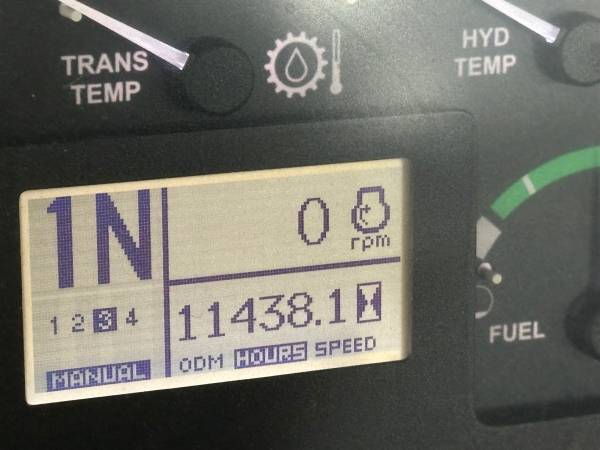 TRANS
TEMP
HYD
TEMP
1N
0
rpm
1 2 3 4
11438.1
MANUAL
ODM HOURS SPEED
FUEL